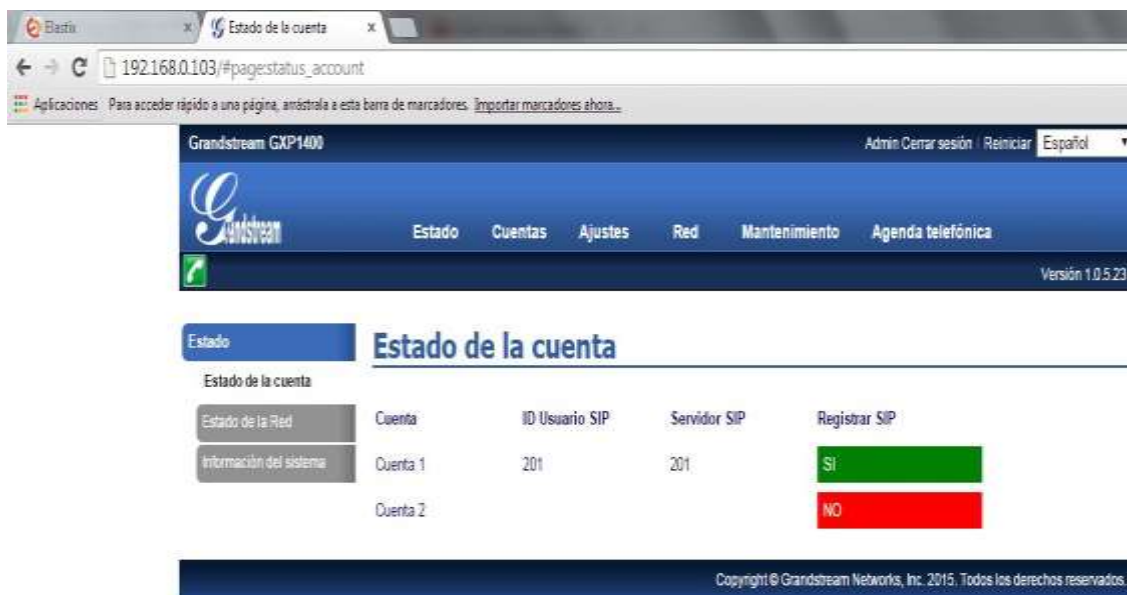 Elastix
Estado de la cuenta
192.168.0.103/#page:status_account
Aplicaciones Para acceder rápido a una página, arrástrala a esta barra de marcadores. Importar marcadores ahora...
Grandstream GXP1400
Admin Cerrar sesión | Reiniciar Español
Grandstream
Estado Cuentas Ajustes Red Mantenimiento Agenda telefónica
Versión 1.0.5.23
Estado
Estado de la cuenta
Estado de la Red
Información del sistema
Estado de la cuenta
Cuenta ID Usuario SIP Servidor SIP Registrar SIP
Cuenta 1 201 201 SI
Cuenta 2 NO
Copyright © Grandstream Networks, Inc. 2015. Todos los derechos reservados.